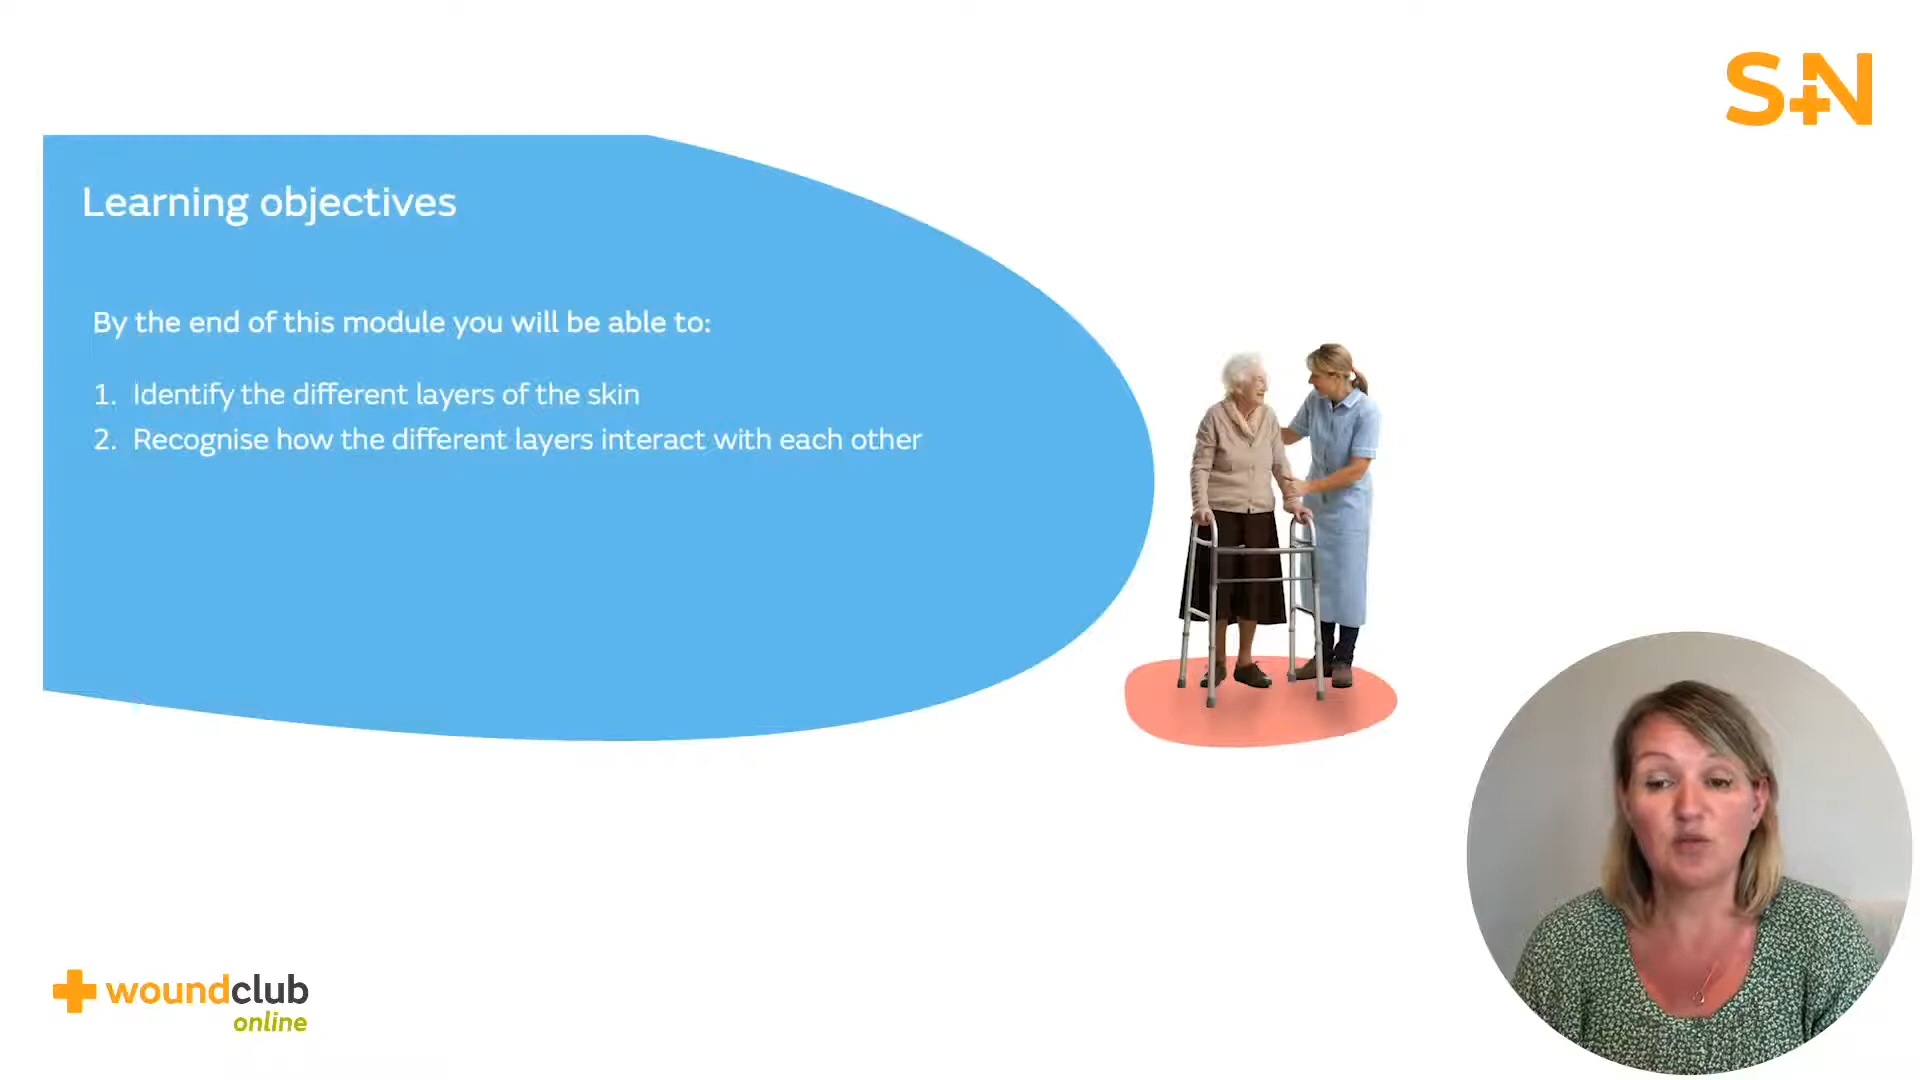 S+N
Learning objectives
By the end of this module you will be able to:
1. Identify the different layers of the skin
2. Recognise how the different layers interact with each other
woundclub
online